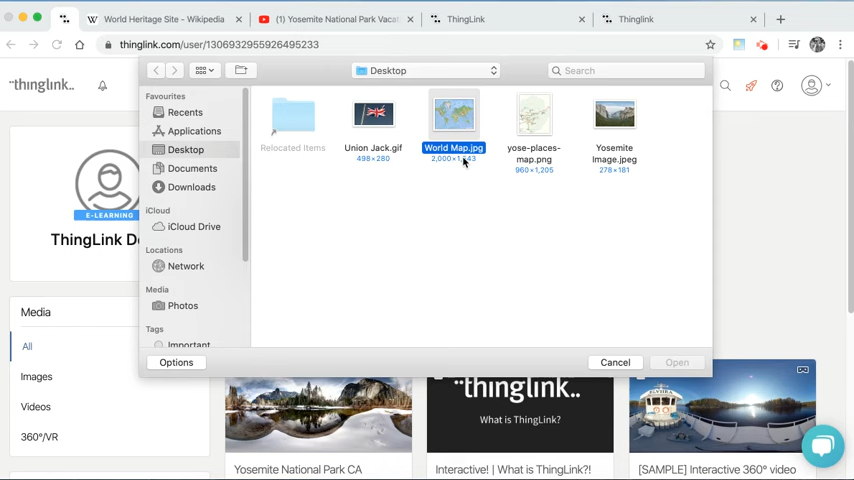 World Heritage Site - Wikipedia
(1) Yosemite National Park Vacat
ThingLink
Thinglink
thinglink.com/user/1306932955926495233
Desktop
Search
thinglink..
Favourites
Recents
Applications
Desktop
Documents
Downloads
iCloud
iCloud Drive
Locations
Network
Media
Photos
Tags
Important
Relocated Items
Union Jack.gif
498×280
World Map.jpg
yose-places-
map.png
960×1,205
Yosemite
Image.jpeg
278×181
Options
Cancel
Open
E-LEARNING
ThingLink De
Media
All
Images
Videos
360°/VR
Yosemite National Park CA
thinglink..
What is ThingLink?
Interactive! | What is ThingLink?!
ELVIIRA
[SAMPLE] Interactive 360° video